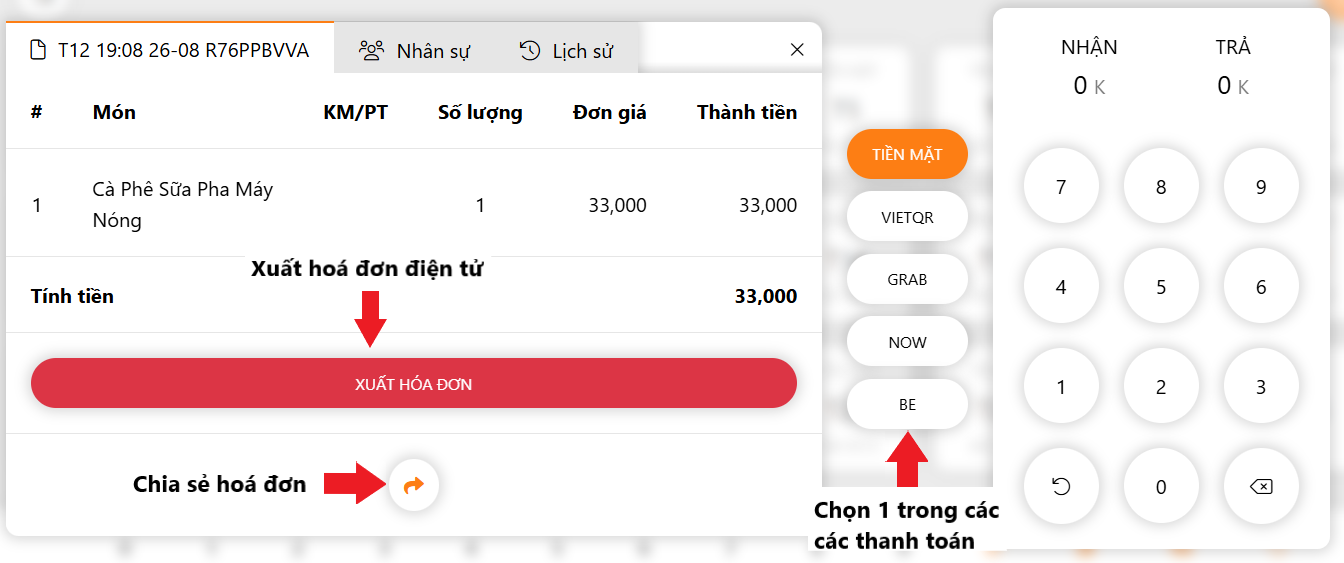 T12 19:08 26-08 R76PPBVVA
Nhân sự
Lịch sử
# Món KM/PT Số lượng Đơn giá Thành tiền
1 Cà Phê Sữa Pha Máy 1 33,000 33,000
Nóng
Xuất hoá đơn điện tử
Tính tiền 33,000
XUẤT HÓA ĐƠN
Chia sẻ hoá đơn
TIỀN MẶT
VIETQR
GRAB
NOW
BE
Chọn 1 trong các
các thanh toán
NHẬN TRẢ
0 K 0 K
7 8 9
4 5 6
1 2 3
0